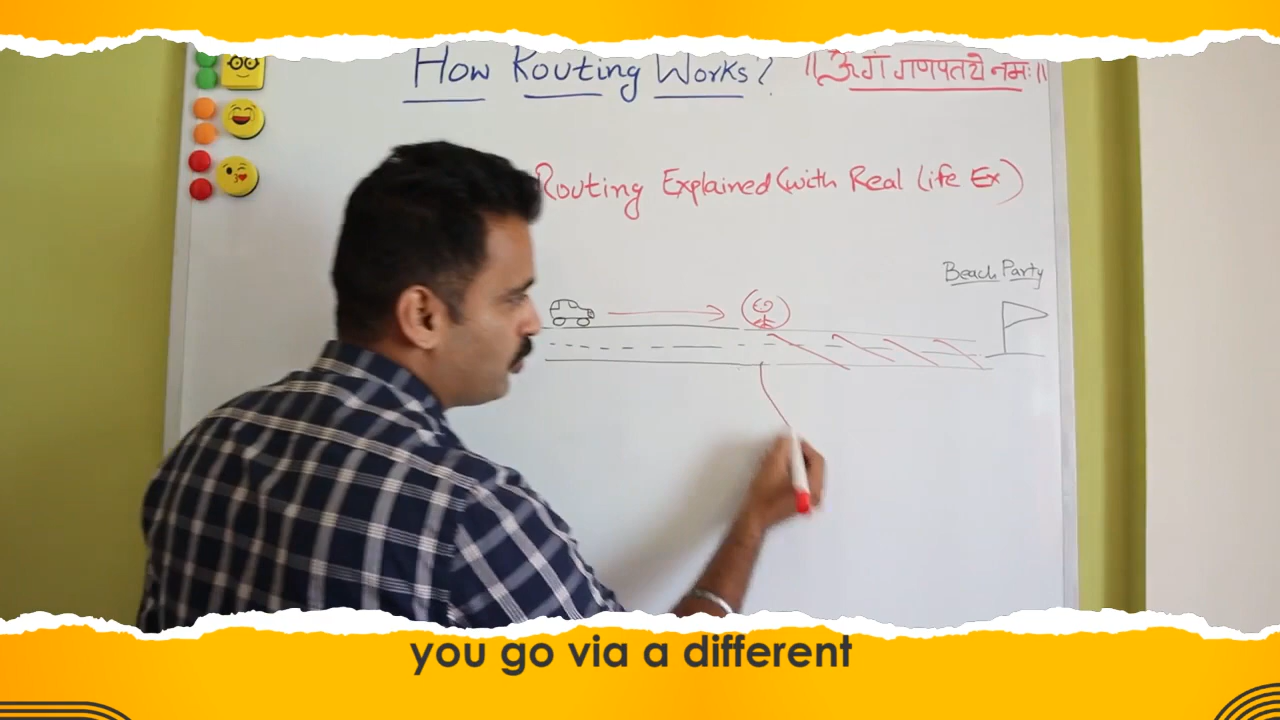 How Routing Works?
॥ ॐ गं गणपतये नमः ॥
Routing Explained (with Real Life Ex)
Beach Party
you go via a different